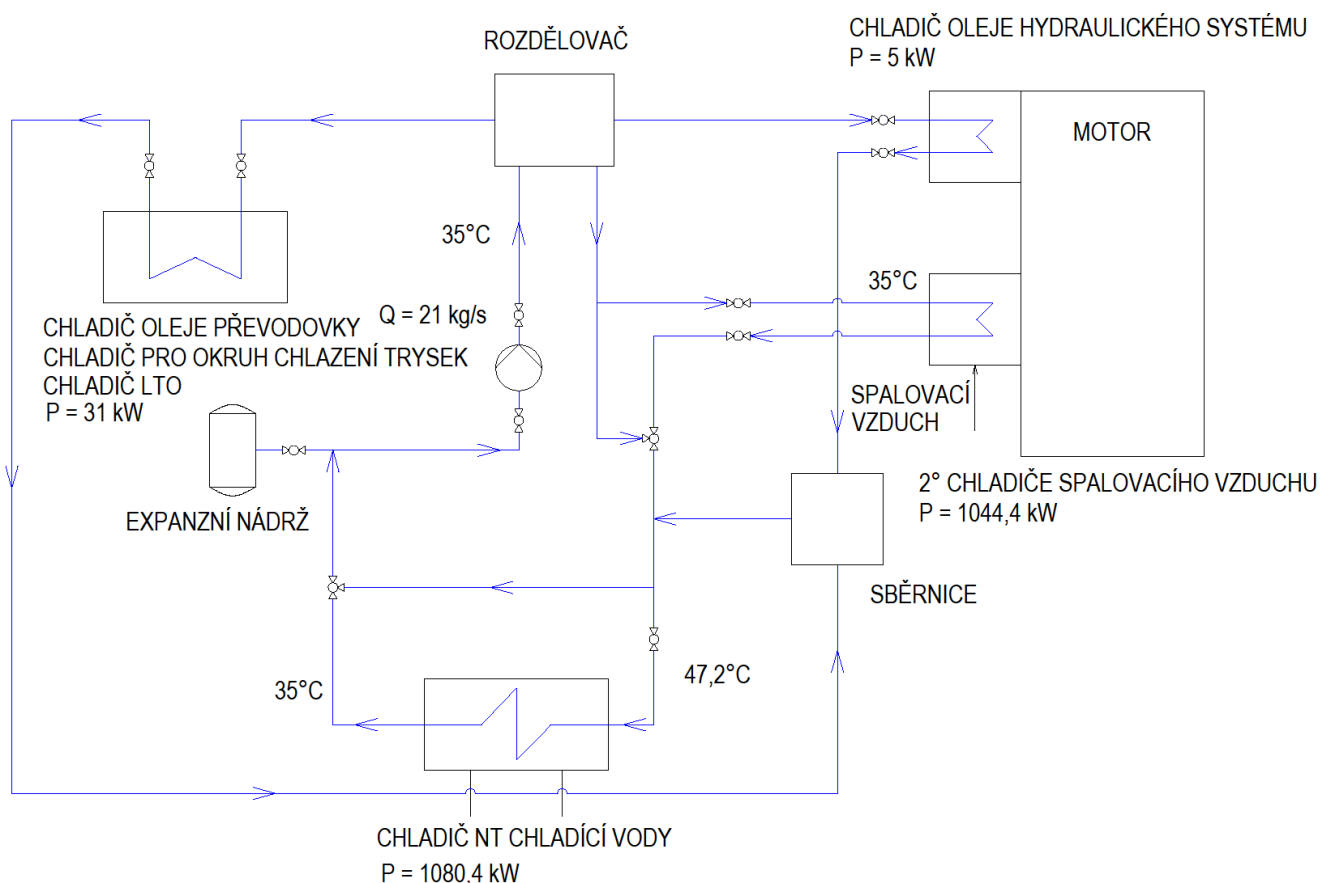 CHLADIČ OLEJE HYDRAULICKÉHO SYSTÉMU
P = 5 kW
ROZDĚLOVAČ
MOTOR
35°C
35°C
Q = 21 kg/s
CHLADIČ OLEJE PŘEVODOVKY
CHLADIČ PRO OKRUH CHLAZENÍ TRYSEK
CHLADIČ LTO
P = 31 kW
SPALOVACÍ
VZDUCH
2° CHLADIČE SPALOVACÍHO VZDUCHU
P = 1044,4 kW
EXPANZNÍ NÁDRŽ
SBĚRNICE
47,2°C
35°C
CHLADIČ NT CHLADÍCÍ VODY
P = 1080,4 kW